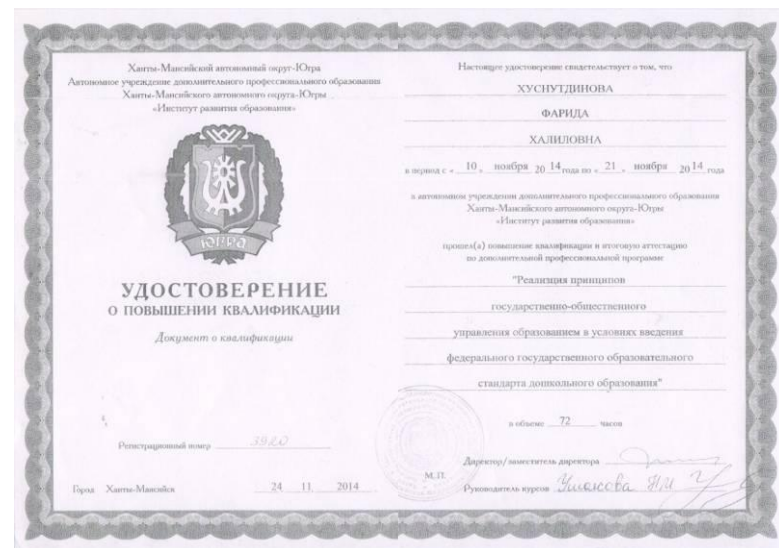 Ханты-Мансийский автономный округ-Югра
Автономное учреждение дополнительного профессионального образования
Ханты-Мансийского автономного округа-Югры
«Институт развития образования»
ЮГРА
УДОСТОВЕРЕНИЕ
О ПОВЫШЕНИИ КВАЛИФИКАЦИИ
Документ о квалификации
Регистрационный номер 3920
Город Ханты-Мансийск 24 11 2014
Настоящее удостоверение свидетельствует о том, что
ХУСНУТДИНОВА
ФАРИДА
ХАЛИЛОВНА
в период с « 10 » ноября 20 14 года по « 21 » ноября 20 14 года
в автономном учреждении дополнительного профессионального образования
Ханты-Мансийского автономного округа-Югры
«Институт развития образования»
прошел(а) повышение квалификации и итоговую аттестацию
по дополнительной профессиональной программе
"Реализция принципов
государственно-общественного
управления образованием в условиях введения
федерального государственного образовательного
стандарта дошкольного образования"
в объеме 72 часов
Директор/заместитель директора
М.П.
Руководитель курсов Ушакова Н.И.